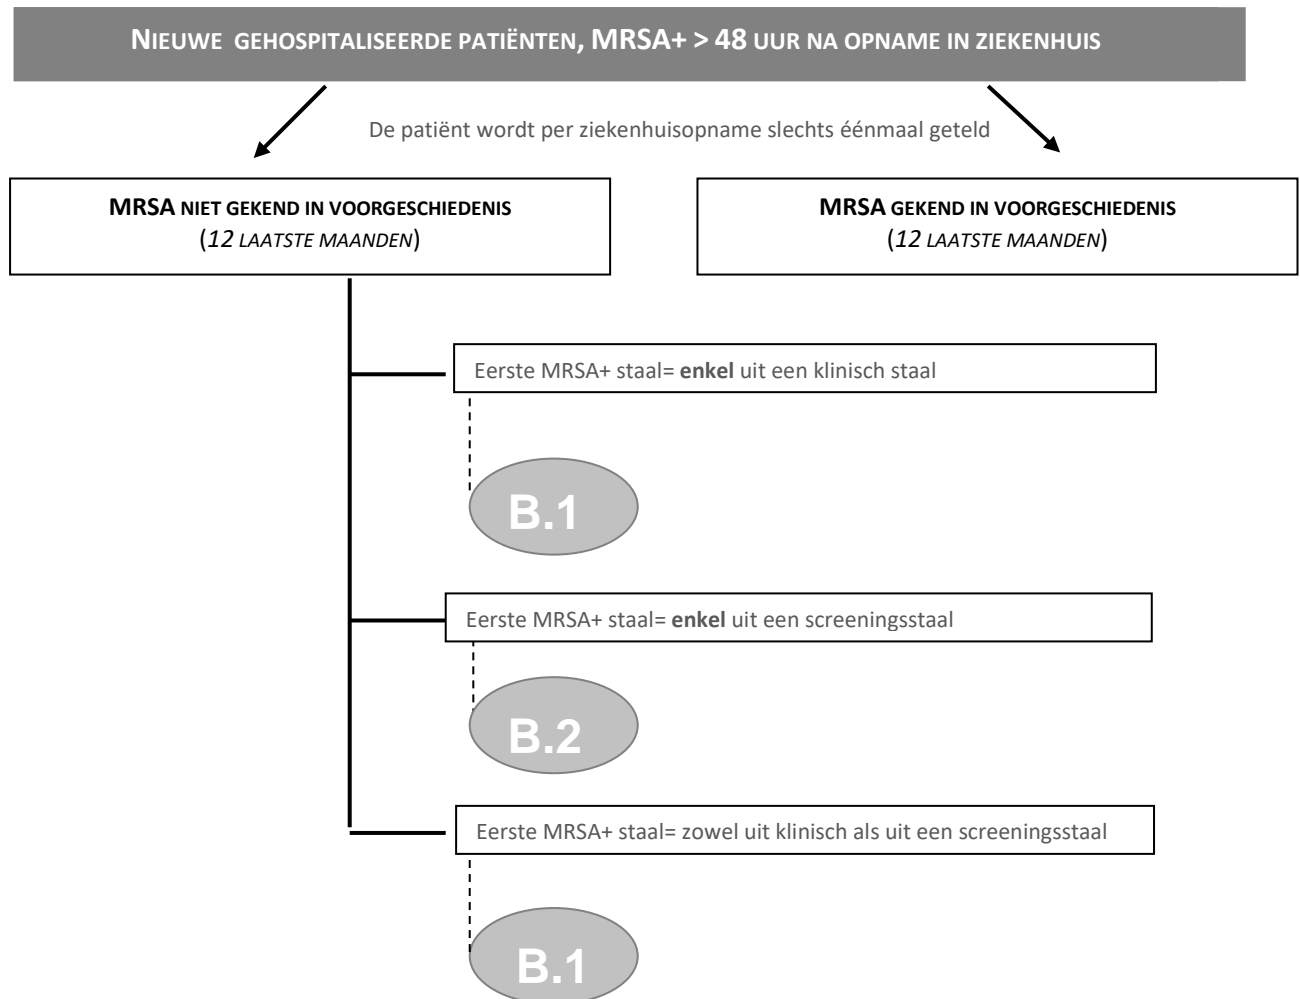 NIEUWE GEHOSPITALISEERDE PATIËNTEN, MRSA+ > 48 UUR NA OPNAME IN ZIEKENHUIS
De patiënt wordt per ziekenhuisopname slechts éénmaal geteld
MRSA NIET GEKEND IN VOORGESCHIEDENIS
(12 LAATSTE MAANDEN)
MRSA GEKEND IN VOORGESCHIEDENIS
(12 LAATSTE MAANDEN)
Eerste MRSA+ staal= enkel uit een klinisch staal
B.1
Eerste MRSA+ staal= enkel uit een screeningsstaal
B.2
Eerste MRSA+ staal= zowel uit klinisch als uit een screeningsstaal
B.1